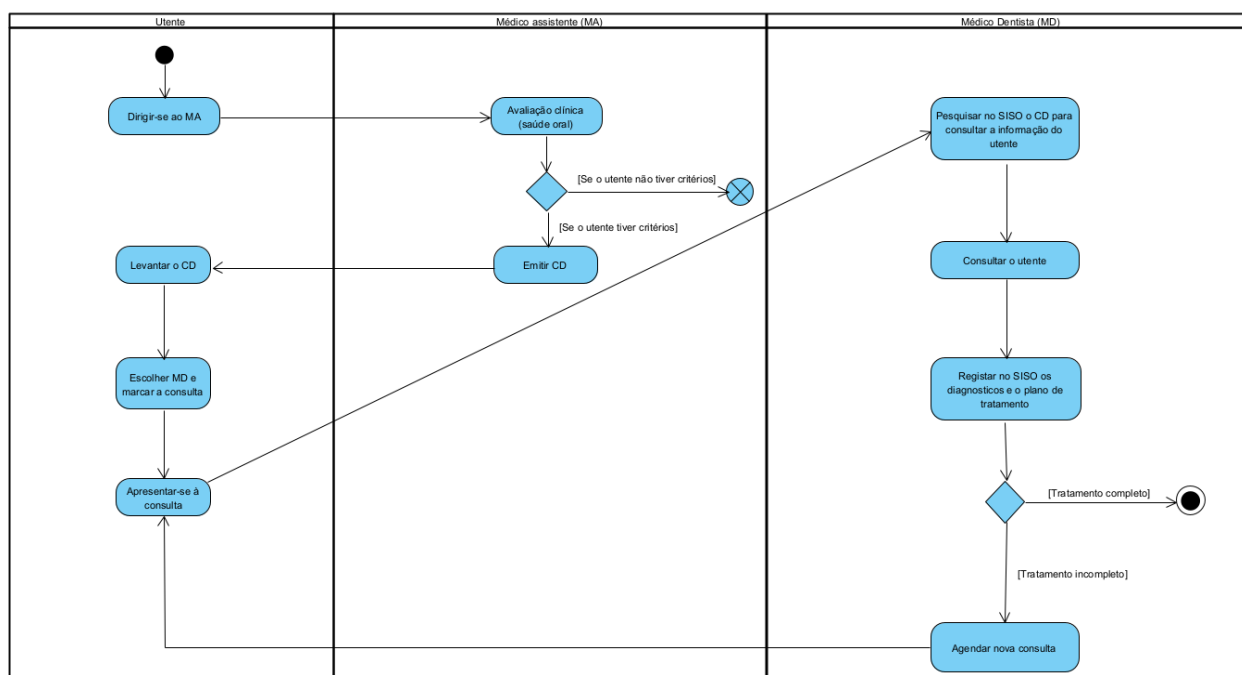 Utente
Médico assistente (MA)
Médico Dentista (MD)
Dirigir-se ao MA
Avaliação clínica
(saúde oral)
Pesquisar no SISO o CD para
consultar a informação do
utente
[Se o utente não tiver critérios]
[Se o utente tiver critérios]
Levantar o CD
Emitir CD
Consultar o utente
Escolher MD e
marcar a consulta
Registar no SISO os
diagnosticos e o plano de
tratamento
Apresentar-se à
consulta
[Tratamento completo]
[Tratamento incompleto]
Agendar nova consulta